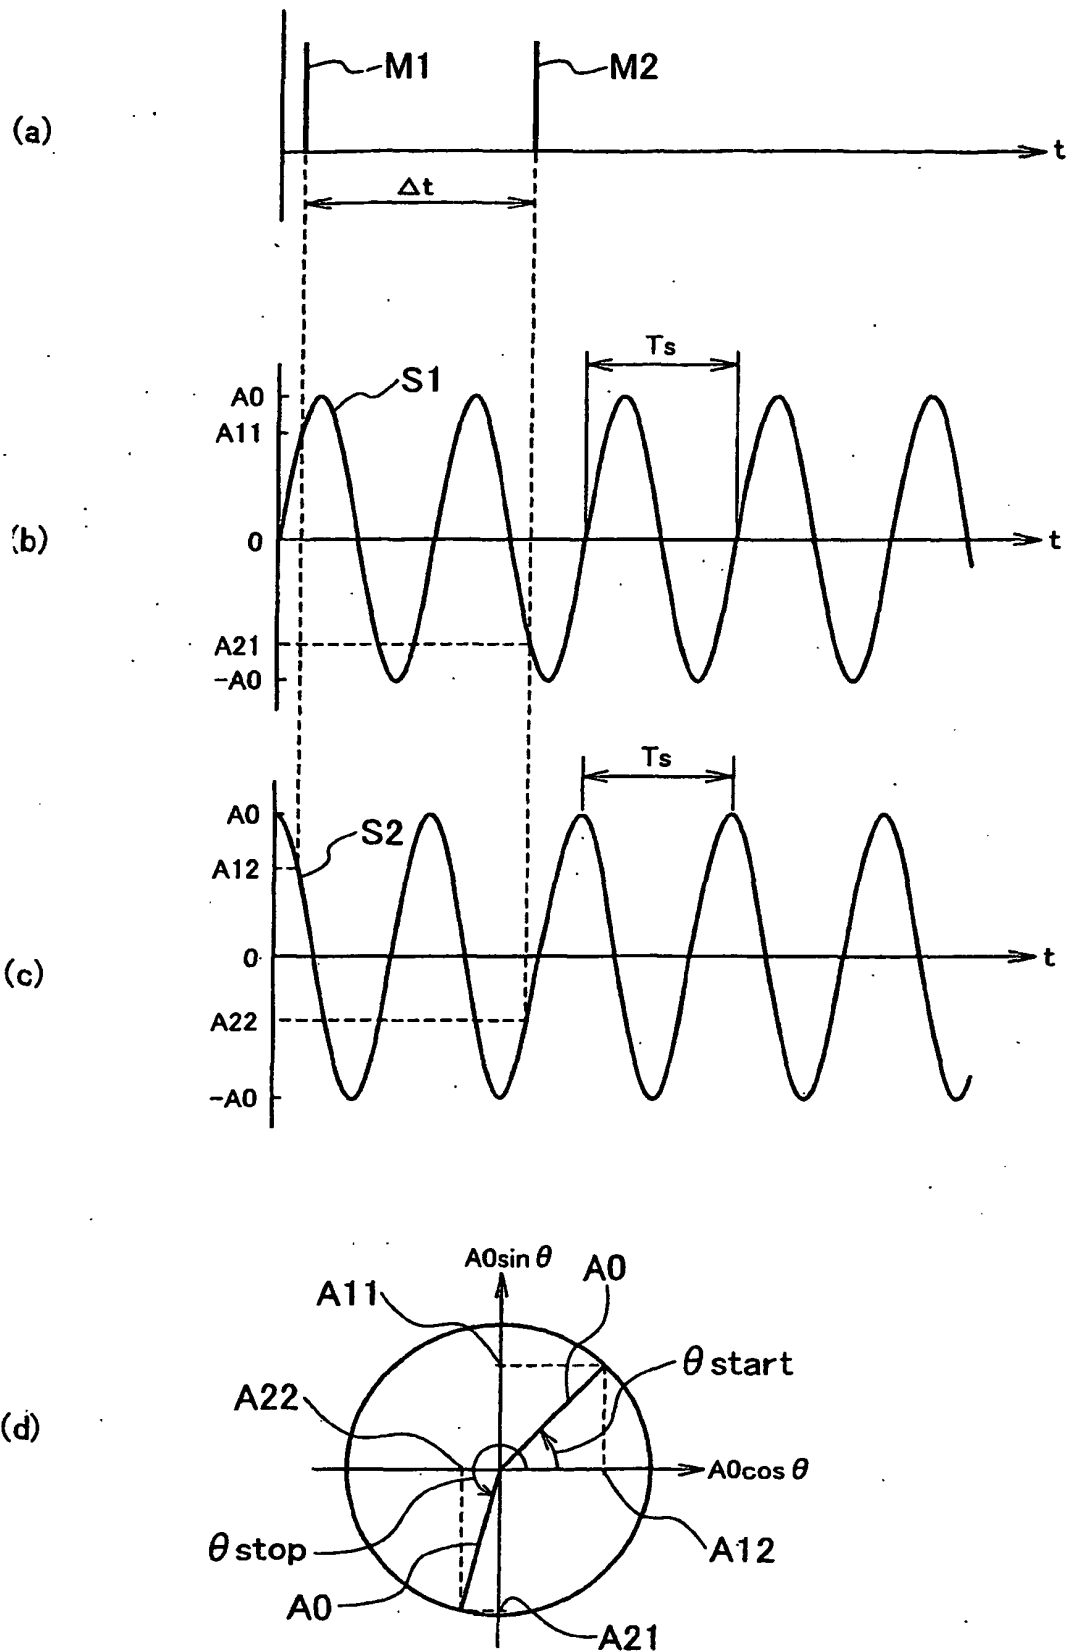 M1
M2
(a)
t
Δt
Ts
S1
A0
A11
(b)
0
t
A21
-A0
Ts
A0
S2
A12
0
t
(c)
A22
-A0
A0sin θ
A0
A11
θ start
A22
(d)
A0cos θ
θ stop
A12
A0
A21